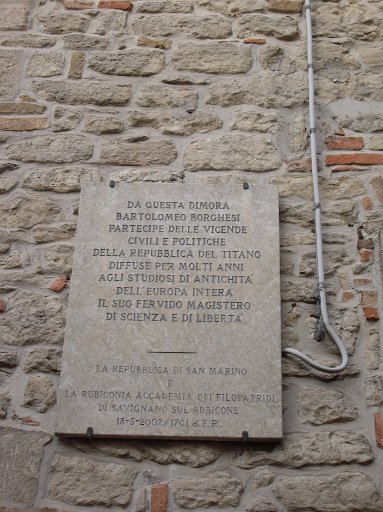 DA QUESTA DIMORA
BARTOLOMEO BORGHESI
PARTECIPE DELLE VICENDE
CIVILI E POLITICHE
DELLA REPUBBLICA DEL TITANO
DIFFUSE PER MOLTI ANNI
AGLI STUDIOSI DI ANTICHITA'
DELL'EUROPA INTERA
IL SUO FERVIDO MAGISTERO
DI SCIENZA E DI LIBERTA'
LA REPUBBLICA DI SAN MARINO
E
LA RUBICONIA ACCADEMIA DEI FILOPATRIDI
DI SAVIGNANO SUL RUBICONE
18-5-2002/1701 d.F.R.